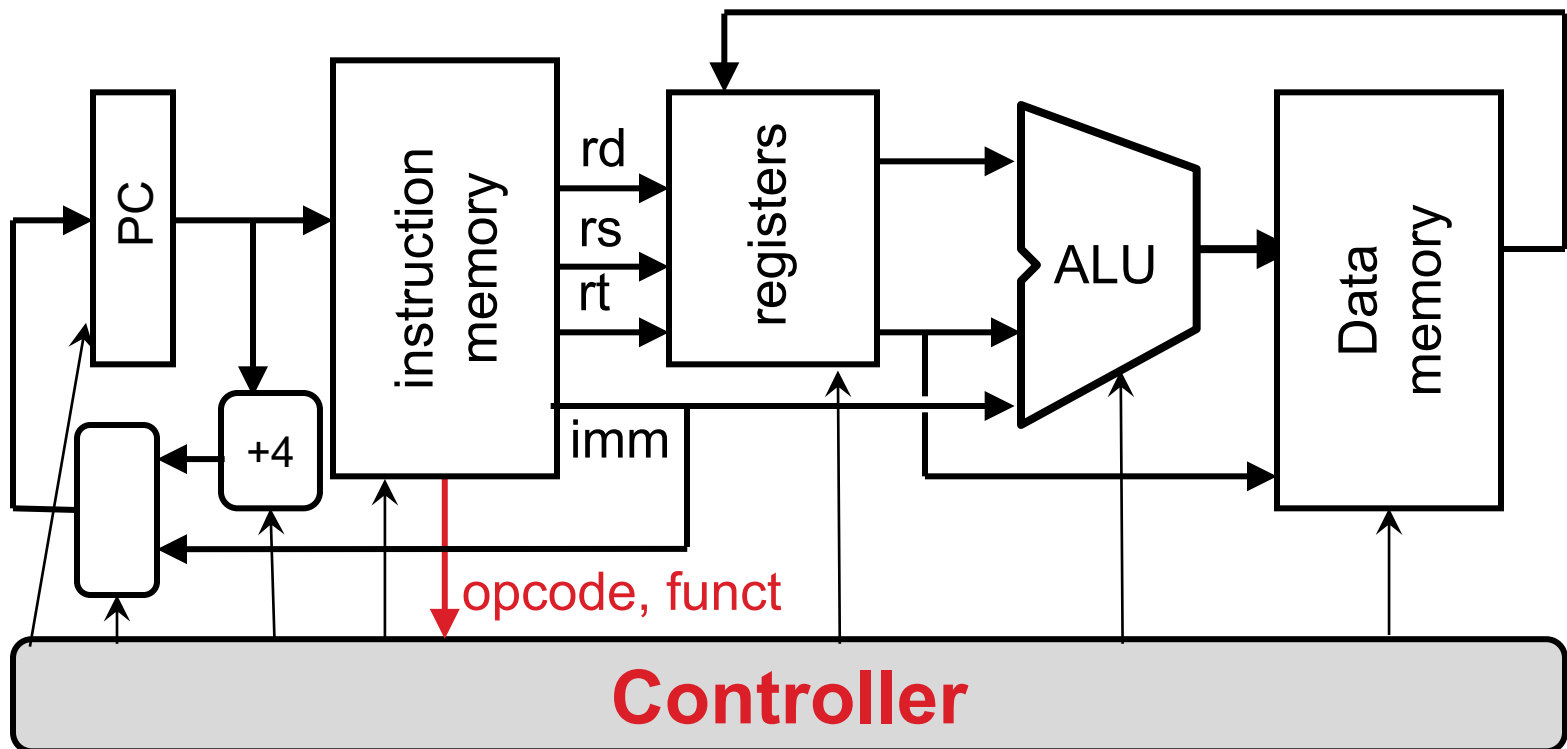 PC
+4
instruction
memory
rd
rs
rt
imm
registers
ALU
Data
memory
opcode, funct
Controller